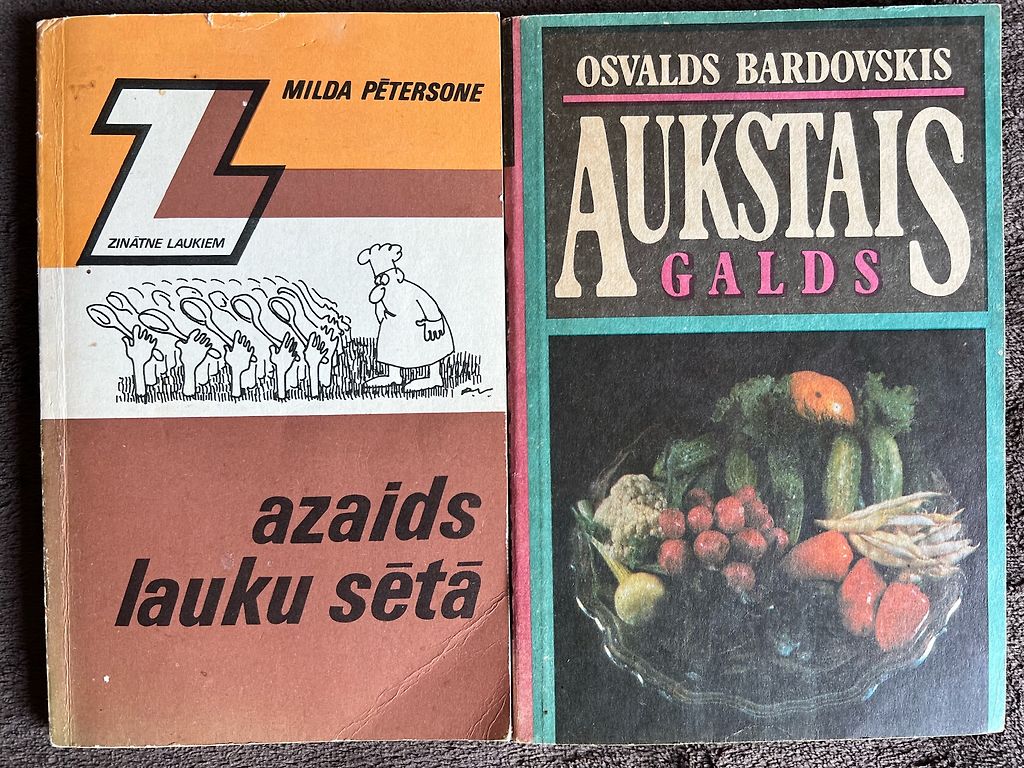 MILDA PĒTERSONE
ZINĀTNE LAUKIEM
azaids
lauku sētā
OSVALDS BARDOVSKIS
AUKSTAIS
GALDS